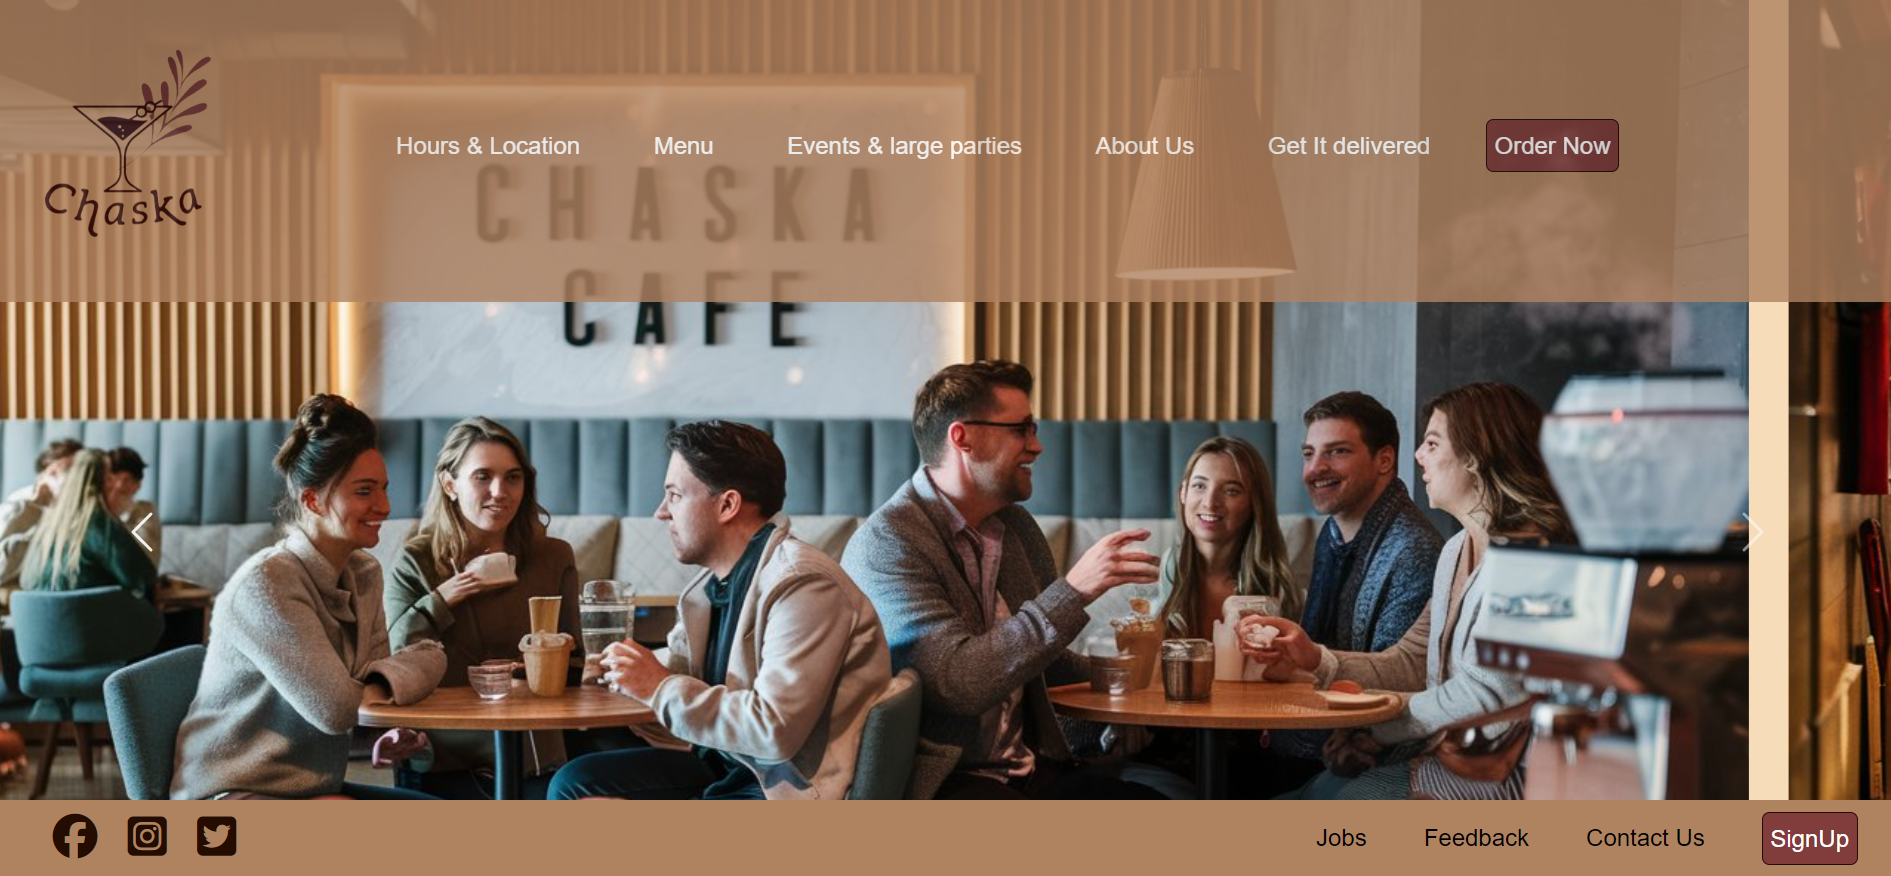 Chaska
Hours & Location
Menu
Events & large parties
About Us
Get It delivered
Order Now
CHASKA
CAFE
Jobs
Feedback
Contact Us
SignUp